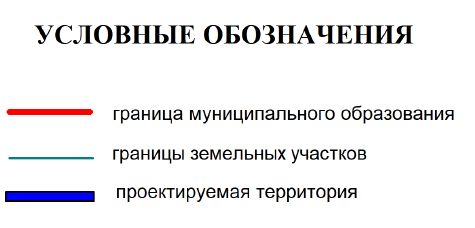 УСЛОВНЫЕ ОБОЗНАЧЕНИЯ
граница муниципального образования
границы земельных участков
проектируемая территория